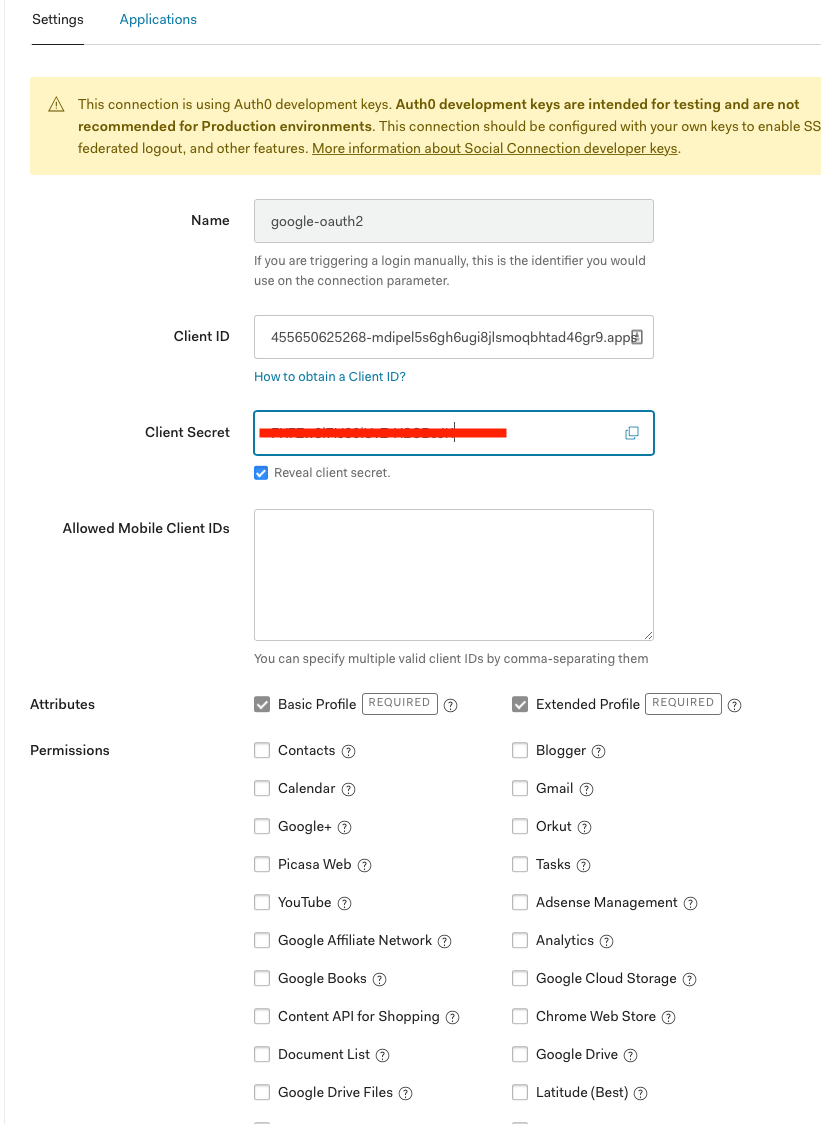 Settings Applications
This connection is using Auth0 development keys. Auth0 development keys are intended for testing and are not
recommended for Production environments. This connection should be configured with your own keys to enable SS
federated logout, and other features. More information about Social Connection developer keys.
Name google-oauth2
If you are triggering a login manually, this is the identifier you would
use on the connection parameter.
Client ID 455650625268-mdipel5s6gh6ugi8jlsmoqbhtad46gr9.apps
How to obtain a Client ID?
Client Secret
Reveal client secret.
Allowed Mobile Client IDs
You can specify multiple valid client IDs by comma-separating them
Attributes Basic Profile REQUIRED Extended Profile REQUIRED
Permissions Contacts Blogger
Calendar Gmail
Google+ Orkut
Picasa Web Tasks
YouTube Adsense Management
Google Affiliate Network Analytics
Google Books Google Cloud Storage
Content API for Shopping Chrome Web Store
Document List Google Drive
Google Drive Files Latitude (Best)